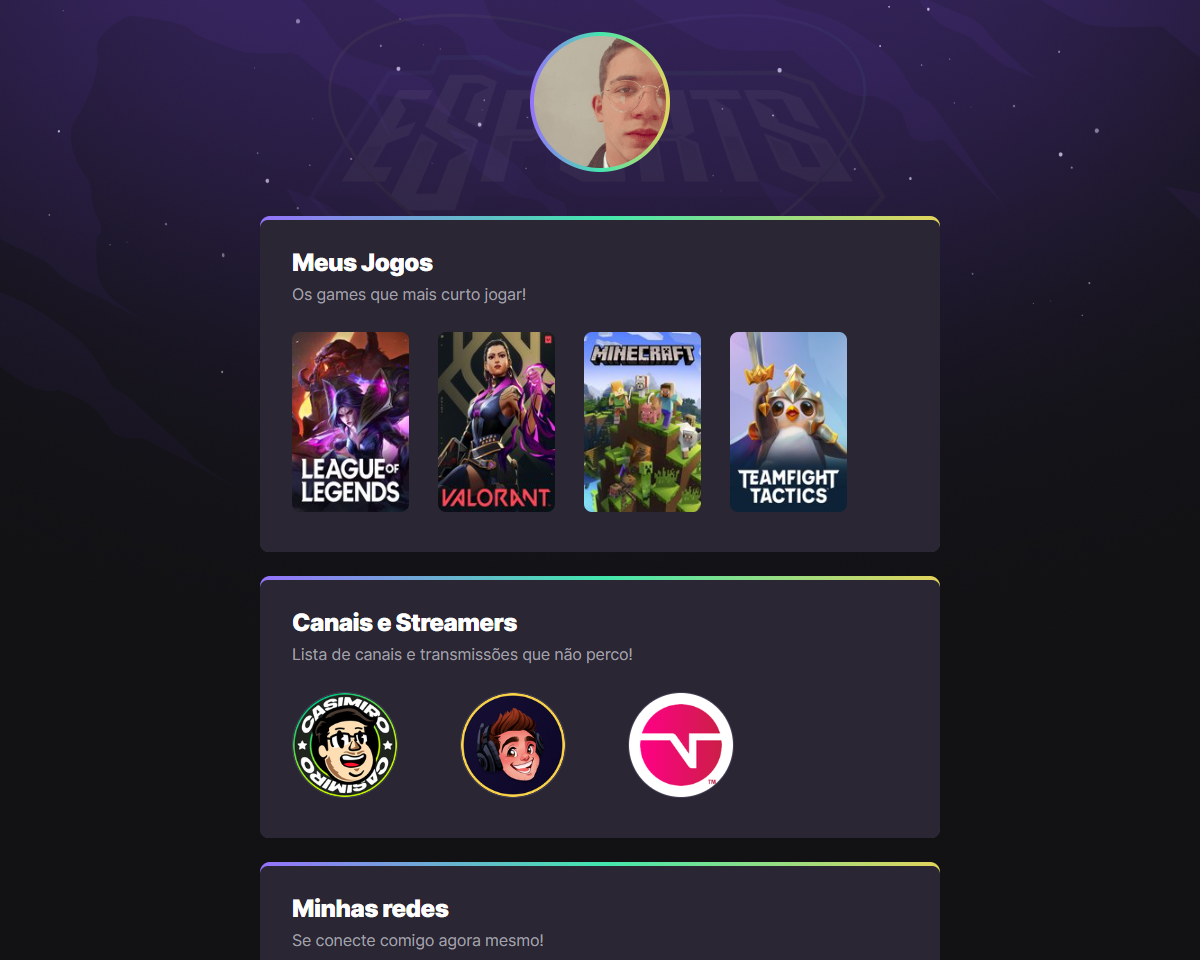 ESPORTS
Meus Jogos
Os games que mais curto jogar!
LEAGUE OF
LEGENDS
VALORANT
MINECRAFT
TEAMFIGHT
TACTICS
Canais e Streamers
Lista de canais e transmissões que não perco!
CASIMIRO
CASIMIRO
TM
Minhas redes
Se conecte comigo agora mesmo!